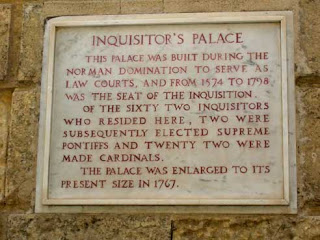 INQUISITOR'S PALACE
THIS PALACE WAS BUILT DURING THE
NORMAN DOMINATION TO SERVE AS
LAW COURTS, AND FROM 1574 TO 1798
WAS THE SEAT OF THE INQUISITION.
OF THE SIXTY TWO INQUISITORS
WHO RESIDED HERE, TWO WERE
SUBSEQUENTLY ELECTED SUPREME
PONTIFFS AND TWENTY TWO WERE
MADE CARDINALS.
THE PALACE WAS ENLARGED TO ITS
PRESENT SIZE IN 1767.